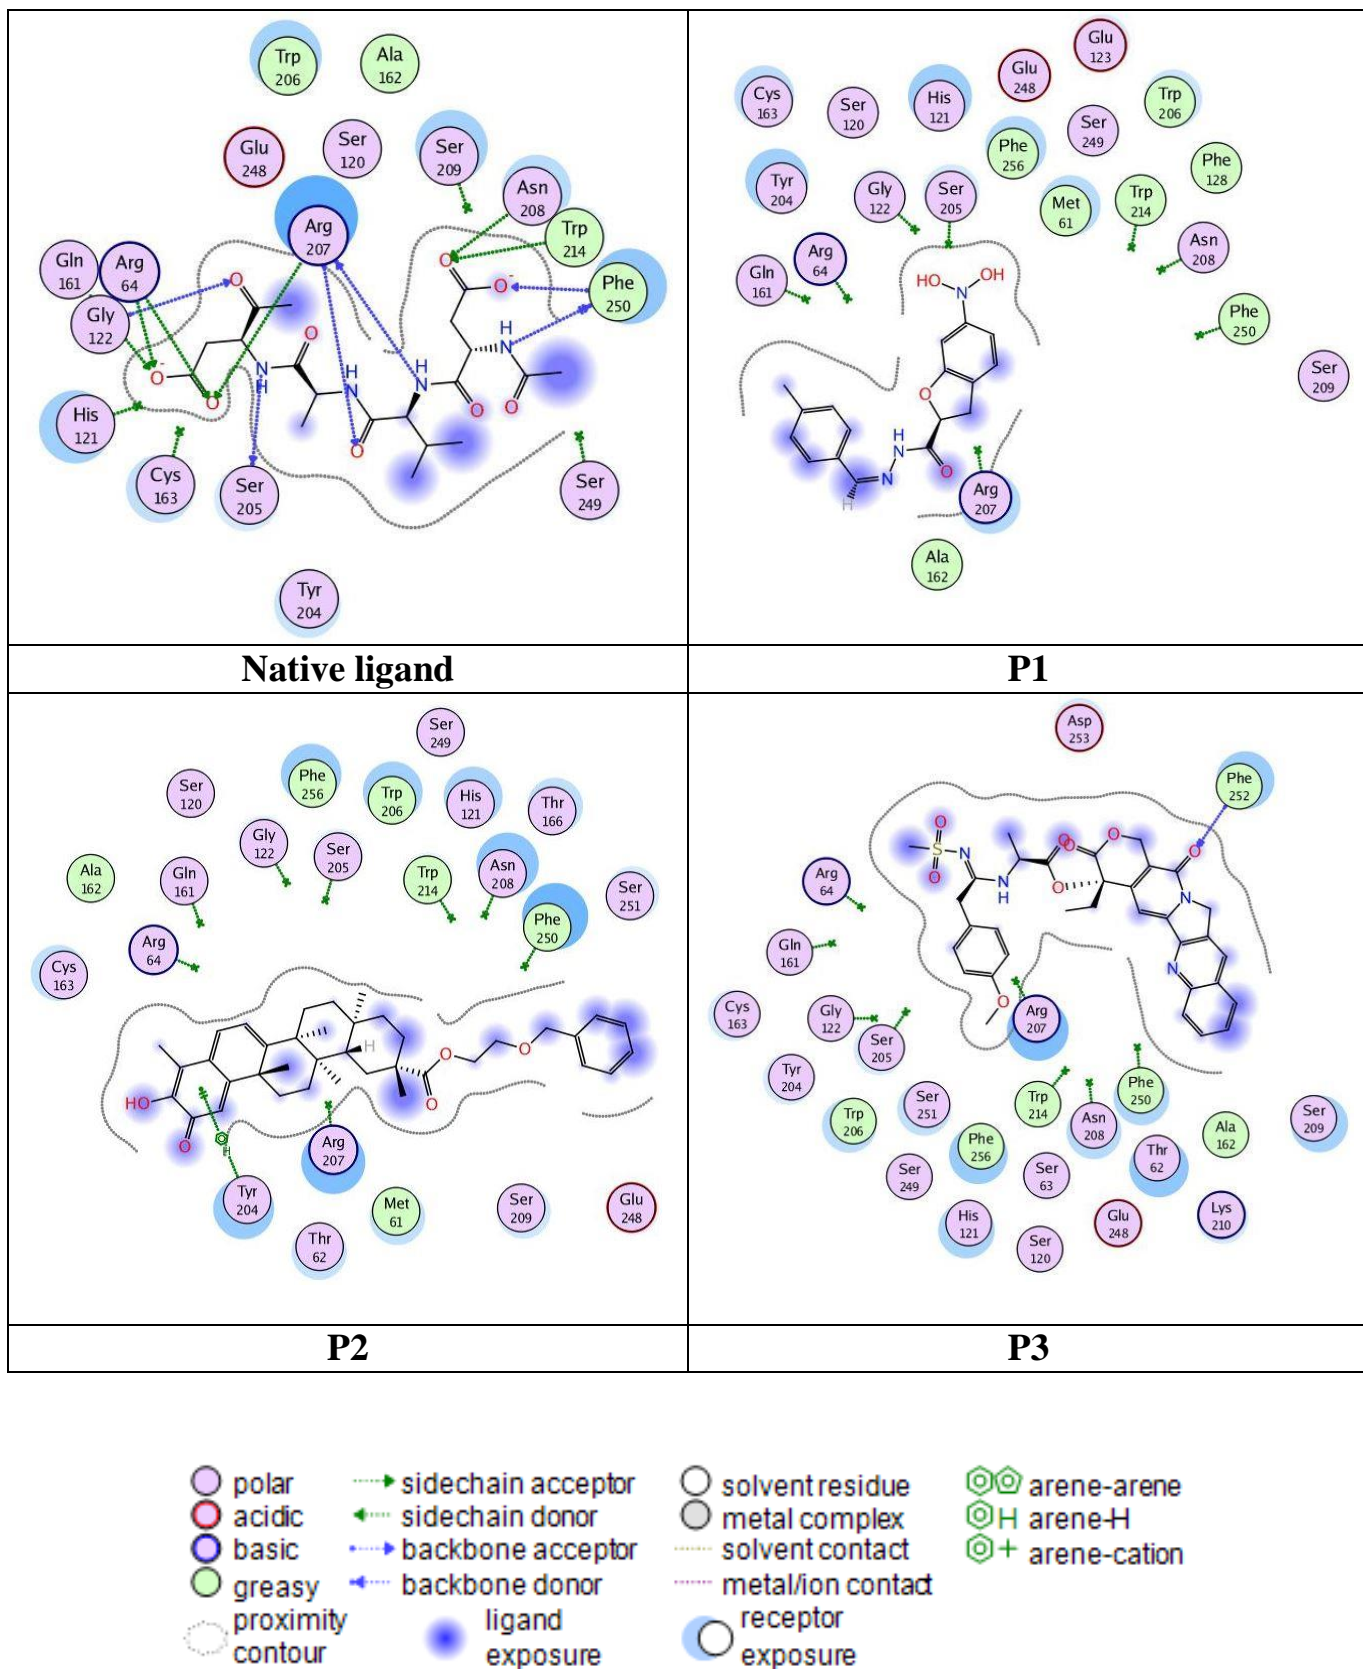 Trp
206
Ala
162
Glu
248
Ser
120
Ser
209
Asn
208
Arg
207
Trp
214
Gln
161
Arg
64
Gly
122
Phe
250
His
121
Cys
163
Ser
205
Ser
249
Tyr
204
O
O
O⁻
O
O⁻
O
N
H
N
H
N
H
H
N
O
O
O
Native ligand
Glu
123
Glu
248
Cys
163
Ser
120
His
121
Trp
206
Ser
249
Phe
256
Phe
128
Tyr
204
Gly
122
Ser
205
Met
61
Trp
214
Asn
208
Arg
64
Gln
161
Phe
250
Ser
209
HO
OH
N
O
H
N
N
O
H
Arg
207
Ala
162
P1
Ser
249
Phe
256
Ser
120
Trp
206
His
121
Thr
166
Gly
122
Ser
205
Ala
162
Gln
161
Trp
214
Asn
208
Ser
251
Phe
250
Arg
64
Cys
163
H
O
O
O
HO
O
H
Arg
207
Tyr
204
Met
61
Ser
209
Glu
248
Thr
62
P2
Asp
253
Phe
252
O
S
O
N
N
H
O
O
O
O
O
N
N
O
Arg
64
Gln
161
Cys
163
Gly
122
Ser
205
Arg
207
Tyr
204
Trp
206
Ser
251
Trp
214
Asn
208
Phe
250
Ser
209
Ala
162
Phe
256
Ser
249
Ser
63
Thr
62
His
121
Ser
120
Glu
248
Lys
210
P3
polar
sidechain acceptor
solvent residue
arene-arene
acidic
sidechain donor
metal complex
H arene-H
basic
backbone acceptor
solvent contact
+ arene-cation
greasy
backbone donor
metal/ion contact
proximity
contour
ligand
exposure
receptor
exposure